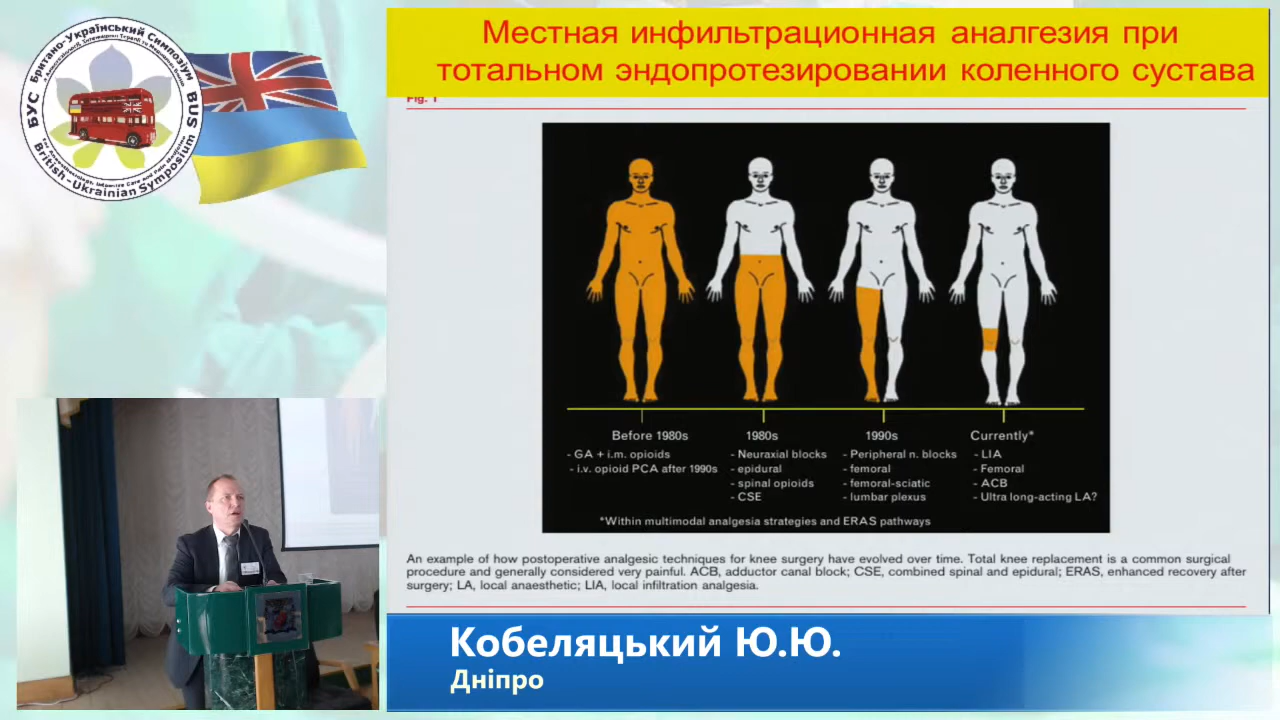 Британо-Український Симпозіум
БУС
BUS
British-Ukrainian Symposium
Местная инфильтрационная аналгезия при
тотальном эндопротезировании коленного сустава
Fig. 1
Before 1980s
- GA + i.m. opioids
- i.v. opioid PCA after 1990s
1980s
- Neuraxial blocks
- epidural
- spinal opioids
- CSE
1990s
- Peripheral n. blocks
- femoral
- femoral-sciatic
- lumbar plexus
Currently*
- LIA
- Femoral
- ACB
- Ultra long-acting LA?
*Within multimodal analgesia strategies and ERAS pathways
An example of how postoperative analgesic techniques for knee surgery have evolved over time. Total knee replacement is a common surgical
procedure and generally considered very painful. ACB, adductor canal block; CSE, combined spinal and epidural; ERAS, enhanced recovery after
surgery; LA, local anaesthetic; LIA, local infiltration analgesia.
Кобеляцький Ю.Ю.
Дніпро